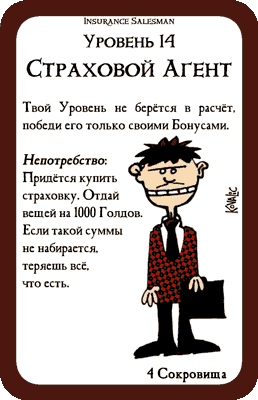 Insurance Salesman
Уровень 14
Страховой Агент
Твой Уровень не берётся в расчёт,
победи его только своими Бонусами.
Непотребство:
Придётся купить
страховку. Отдай
вещей на 1000 Голдов.
Если такой суммы
не набирается,
теряешь всё,
что есть.
Kovalic
4 Сокровища